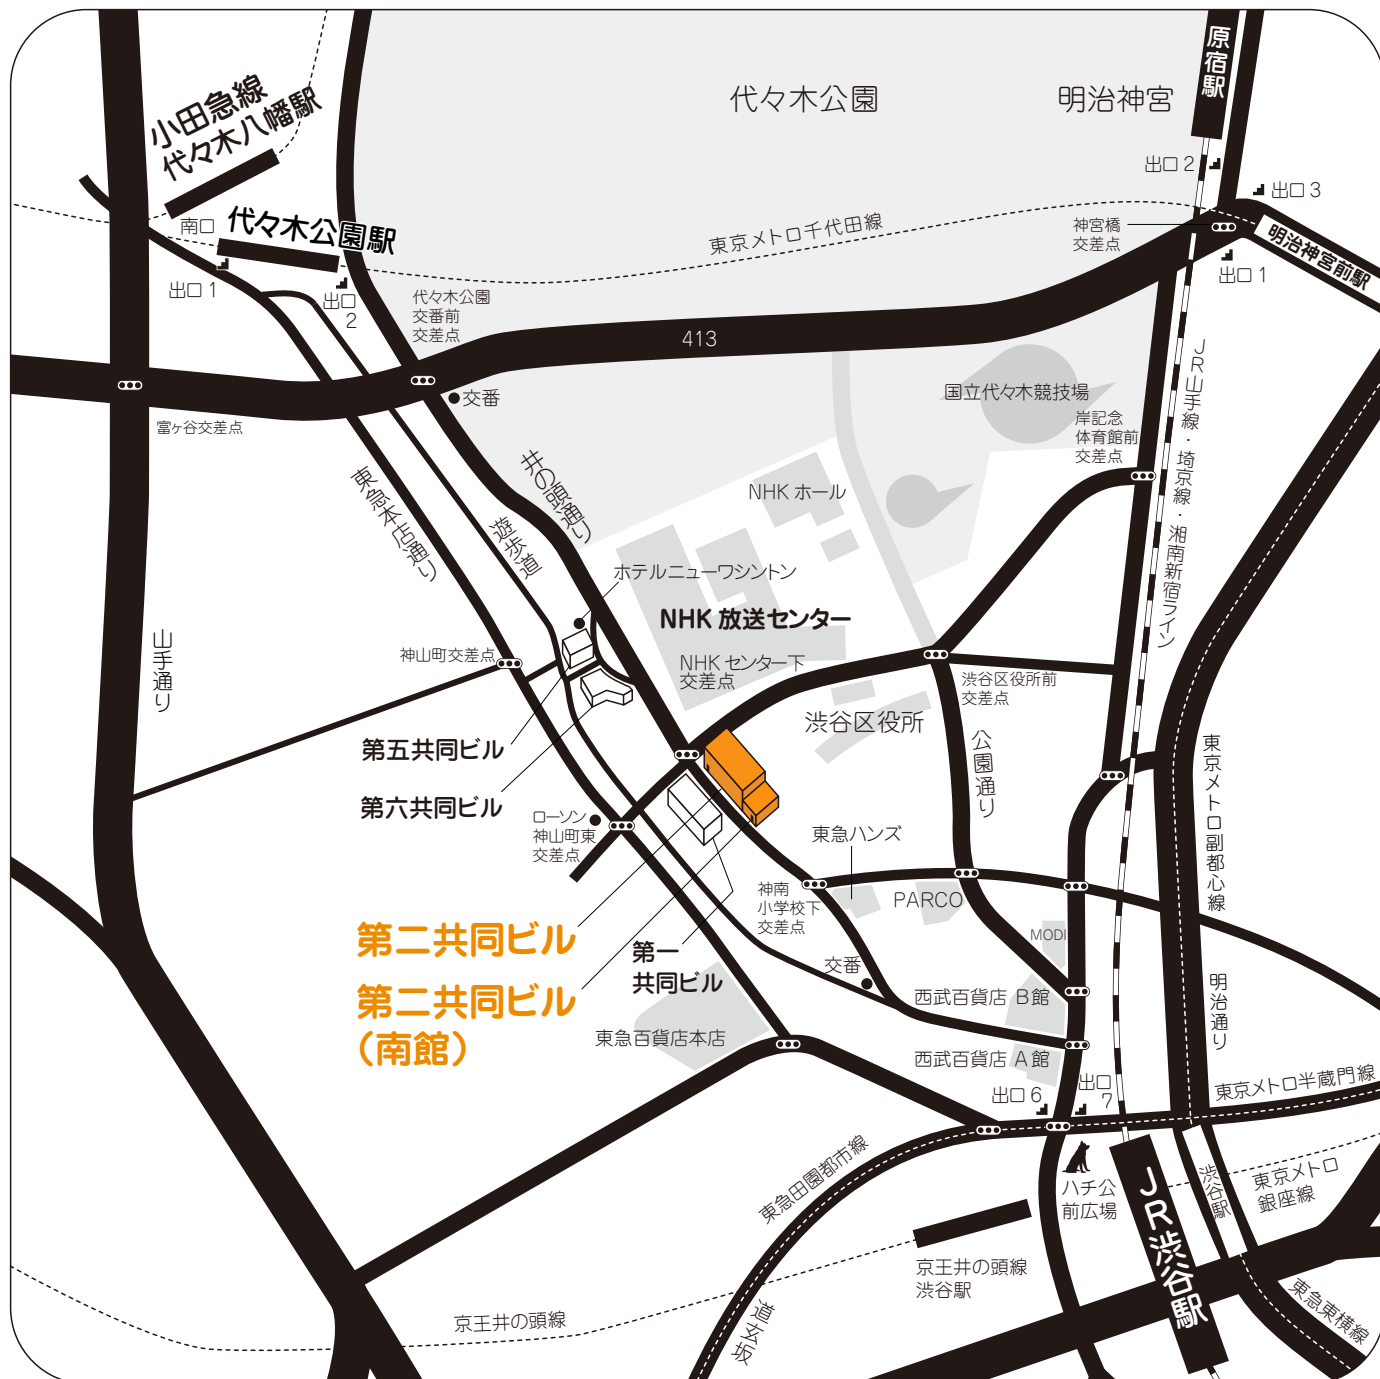 原宿駅
代々木公園
明治神宮
小田急線
代々木八幡駅
出口 2
出口 3
南口
代々木公園駅
東京メトロ千代田線
神宮橋
交差点
明治神宮前駅
出口 1
出口 1
出口
2
代々木公園
交番前
交差点
413
JR山手線・埼京線・湘南新宿ライン
交番
国立代々木競技場
岸記念
体育館前
交差点
富ヶ谷交差点
井の頭通り
東急本店通り
遊歩道
NHK ホール
ホテルニューワシントン
NHK 放送センター
山手通り
神山町交差点
NHK センター下
交差点
渋谷区役所前
交差点
渋谷区役所
公園通り
第五共同ビル
東京メトロ副都心線
第六共同ビル
ローソン
神山町東
交差点
東急ハンズ
神南
小学校下
交差点
PARCO
第二共同ビル
第一
共同ビル
MODI
交番
第二共同ビル
(南館)
西武百貨店 B館
明治通り
東急百貨店本店
西武百貨店 A館
出口 6
出口
7
東京メトロ半蔵門線
東急田園都市線
ハチ公
前広場
JR渋谷駅
渋谷駅
東京メトロ
銀座線
京王井の頭線
渋谷駅
京王井の頭線
道玄坂
東急東横線